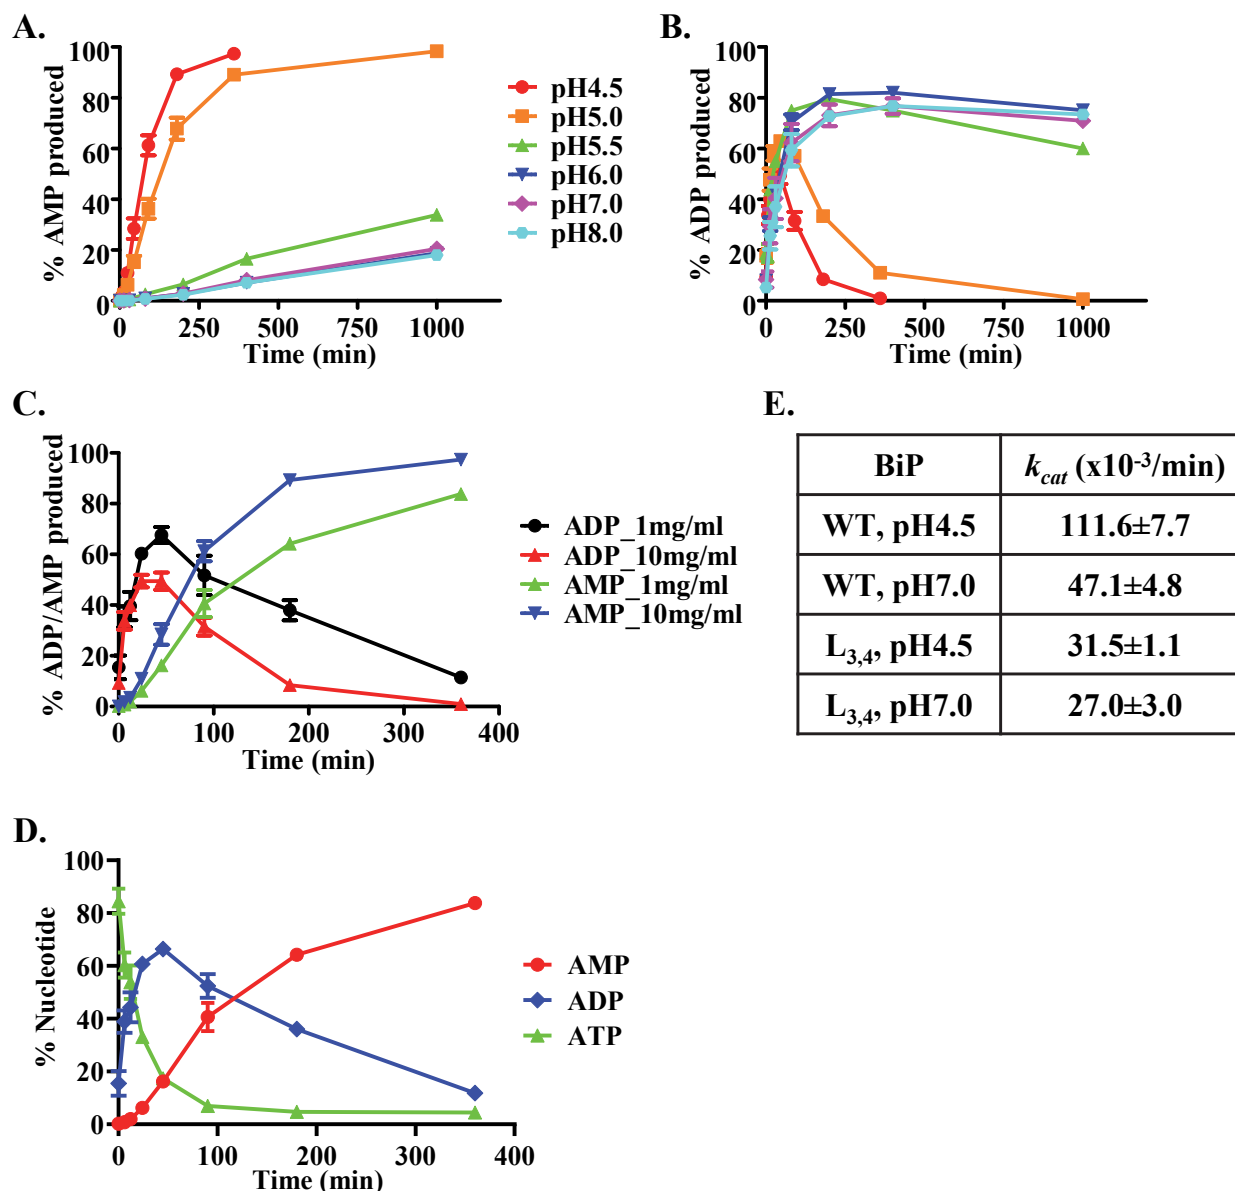 A.
% AMP produced
100
80
60
40
20
0
0 250 500 750 1000
Time (min)
pH4.5
pH5.0
pH5.5
pH6.0
pH7.0
pH8.0
B.
% ADP produced
100
80
60
40
20
0
0 250 500 750 1000
Time (min)
C.
% ADP/AMP produced
100
80
60
40
20
0
0 100 200 300 400
Time (min)
ADP_1mg/ml
ADP_10mg/ml
AMP_1mg/ml
AMP_10mg/ml
E.
BiP k_cat (x10⁻³/min)
WT, pH4.5 111.6±7.7
WT, pH7.0 47.1±4.8
L₃,₄, pH4.5 31.5±1.1
L₃,₄, pH7.0 27.0±3.0
D.
% Nucleotide
100
80
60
40
20
0
0 100 200 300 400
Time (min)
AMP
ADP
ATP